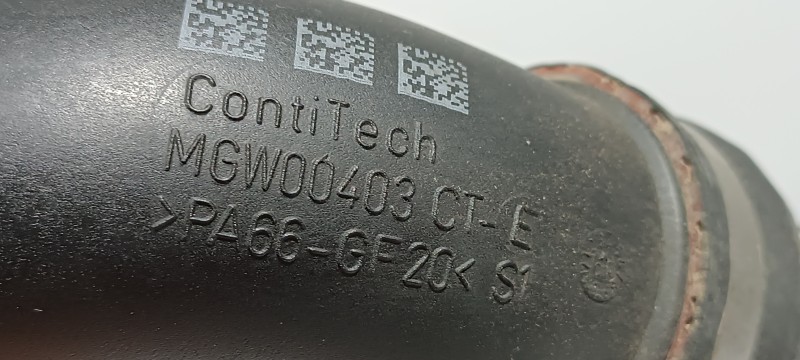 ContiTech
MGW00403 CT-E
>PA66-GF20< S1